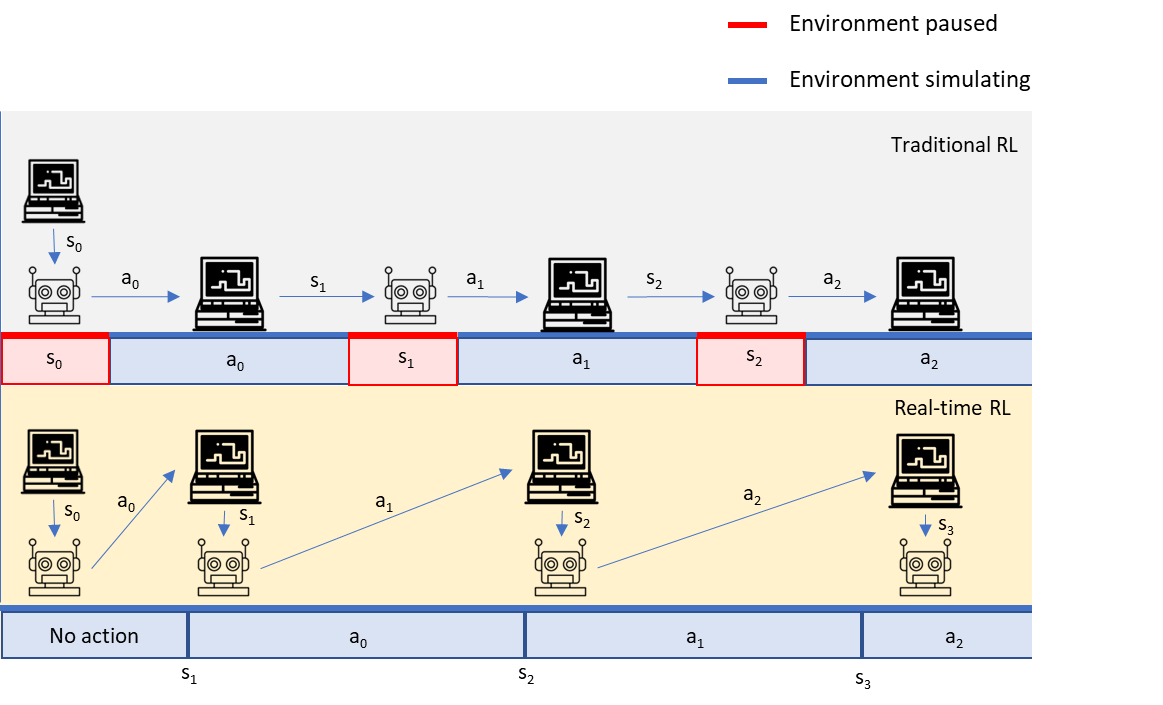 Environment paused
Environment simulating
Traditional RL
s₀
a₀ s₁ a₁ s₂ a₂
s₀ a₀ s₁ a₁ s₂ a₂
Real-time RL
s₀ a₀ s₁ a₁ s₂ a₂ s₃
No action a₀ a₁ a₂
s₁ s₂ s₃